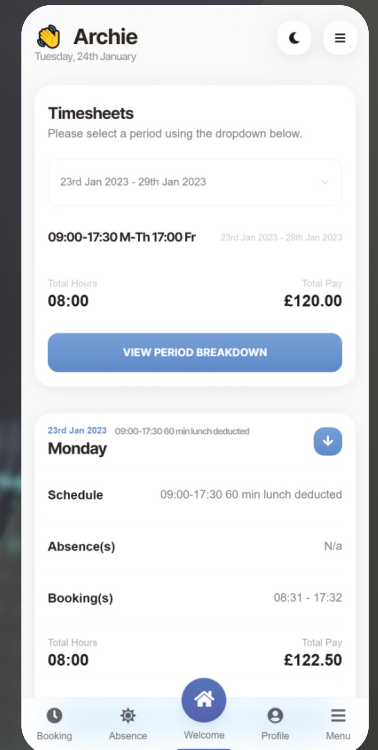 Archie
Tuesday, 24th January
Timesheets
Please select a period using the dropdown below.
23rd Jan 2023 - 29th Jan 2023
09:00-17:30 M-Th 17:00 Fr 23rd Jan 2023 - 29th Jan 2023
Total Hours Total Pay
08:00 £120.00
VIEW PERIOD BREAKDOWN
23rd Jan 2023 09:00-17:30 60 min lunch deducted
Monday
Schedule 09:00-17:30 60 min lunch deducted
Absence(s) N/a
Booking(s) 08:31 - 17:32
Total Hours Total Pay
08:00 £122.50
Booking Absence Welcome Profile Menu